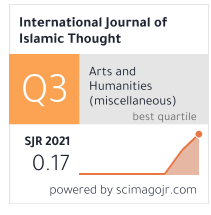 International Journal of
Islamic Thought
Q3
Arts and
Humanities
(miscellaneous)
best quartile
SJR 2021
0.17
powered by scimagojr.com